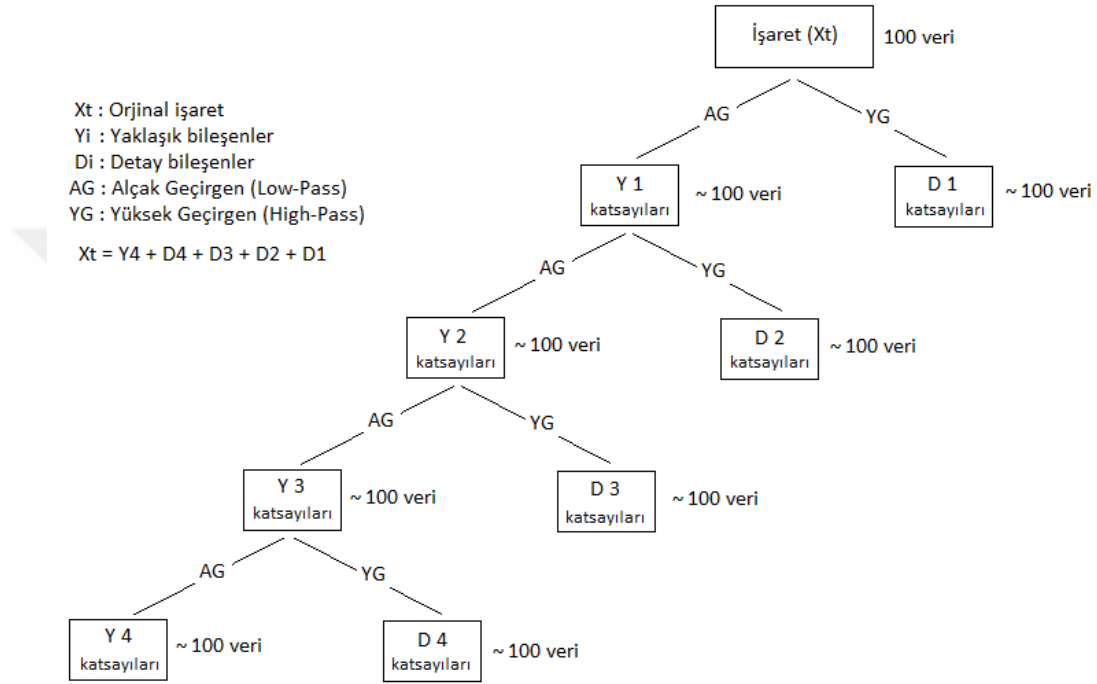 İşaret (Xt) 100 veri
Xt : Orjinal işaret
Yi : Yaklaşık bileşenler
Di : Detay bileşenler
AG : Alçak Geçirgen (Low-Pass)
YG : Yüksek Geçirgen (High-Pass)
Xt = Y4 + D4 + D3 + D2 + D1
AG YG
Y 1
katsayıları
~ 100 veri
D 1
katsayıları
~ 100 veri
AG YG
Y 2
katsayıları
~ 100 veri
D 2
katsayıları
~ 100 veri
AG YG
Y 3
katsayıları
~ 100 veri
D 3
katsayıları
~ 100 veri
AG YG
Y 4
katsayıları
~ 100 veri
D 4
katsayıları
~ 100 veri